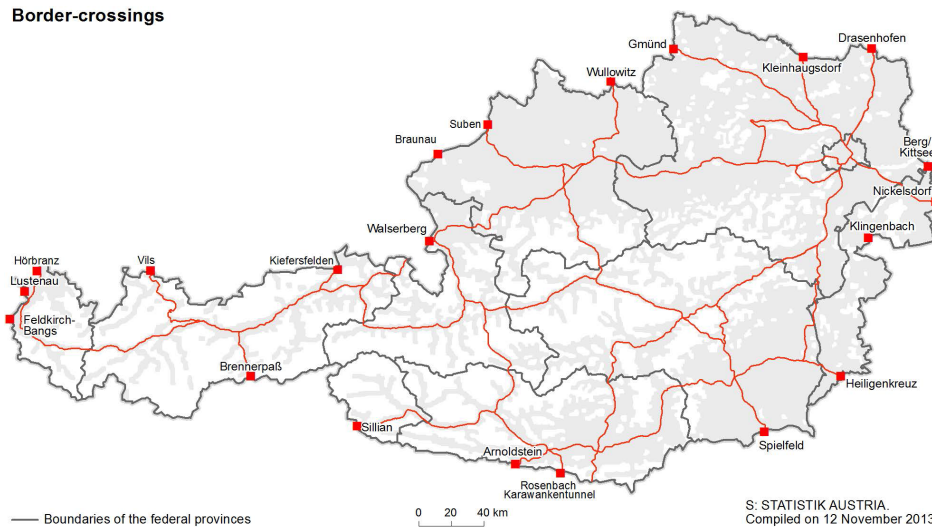 Border-crossings
Drasenhofen
Gmünd
Kleinhaugsdorf
Wullowitz
Suben
Braunau
Berg/
Kittsee
Nickelsdorf
Klingenbach
Walserberg
Hörbranz
Vils
Kiefersfelden
Lustenau
Feldkirch-
Bangs
Brennerpaß
Heiligenkreuz
Sillian
Spielfeld
Arnoldstein
Rosenbach
Karawankentunnel
Boundaries of the federal provinces
0 20 40 km
S: STATISTIK AUSTRIA.
Compiled on 12 November 2013